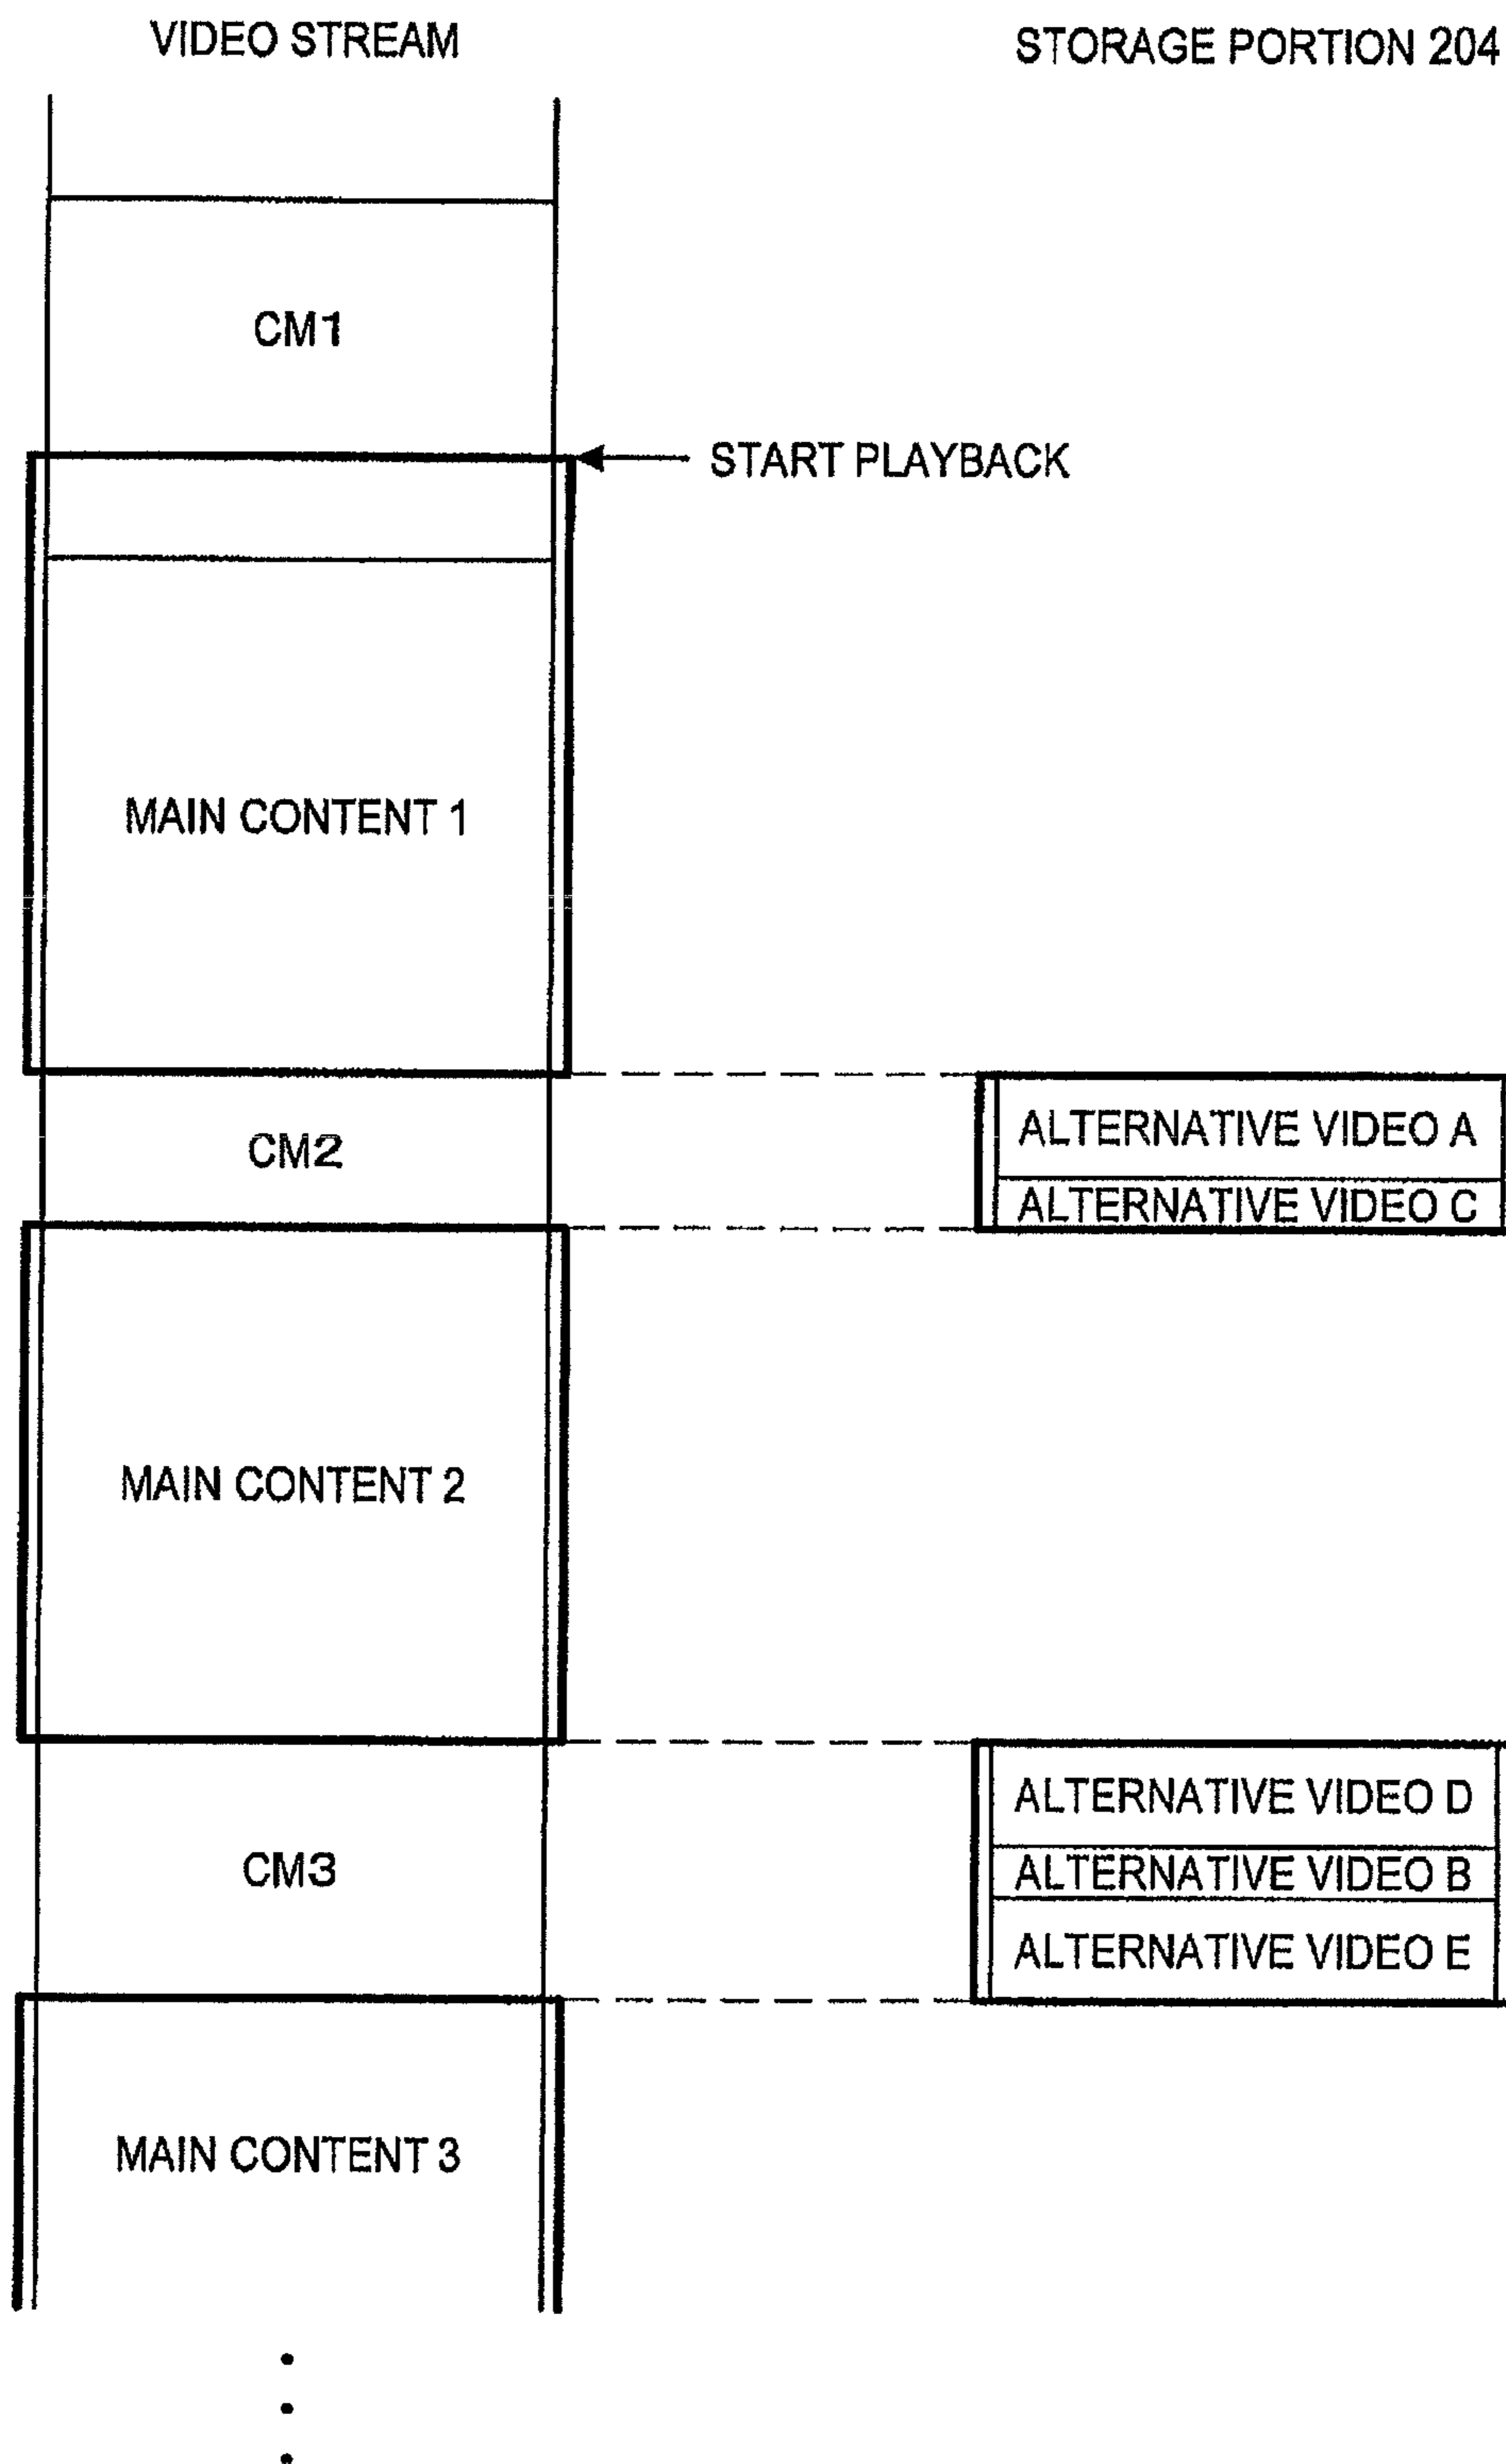 VIDEO STREAM
STORAGE PORTION 204
CM1
START PLAYBACK
MAIN CONTENT 1
CM2
ALTERNATIVE VIDEO A
ALTERNATIVE VIDEO C
MAIN CONTENT 2
CM3
ALTERNATIVE VIDEO D
ALTERNATIVE VIDEO B
ALTERNATIVE VIDEO E
MAIN CONTENT 3